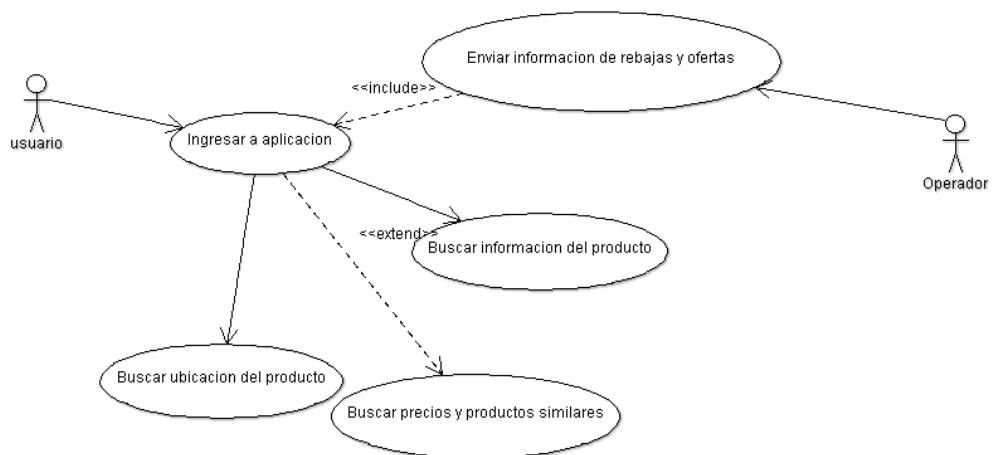 Enviar informacion de rebajas y ofertas
<<include>>
usuario
Ingresar a aplicacion
Operador
<<extend>>
Buscar informacion del producto
Buscar ubicacion del producto
Buscar precios y productos similares